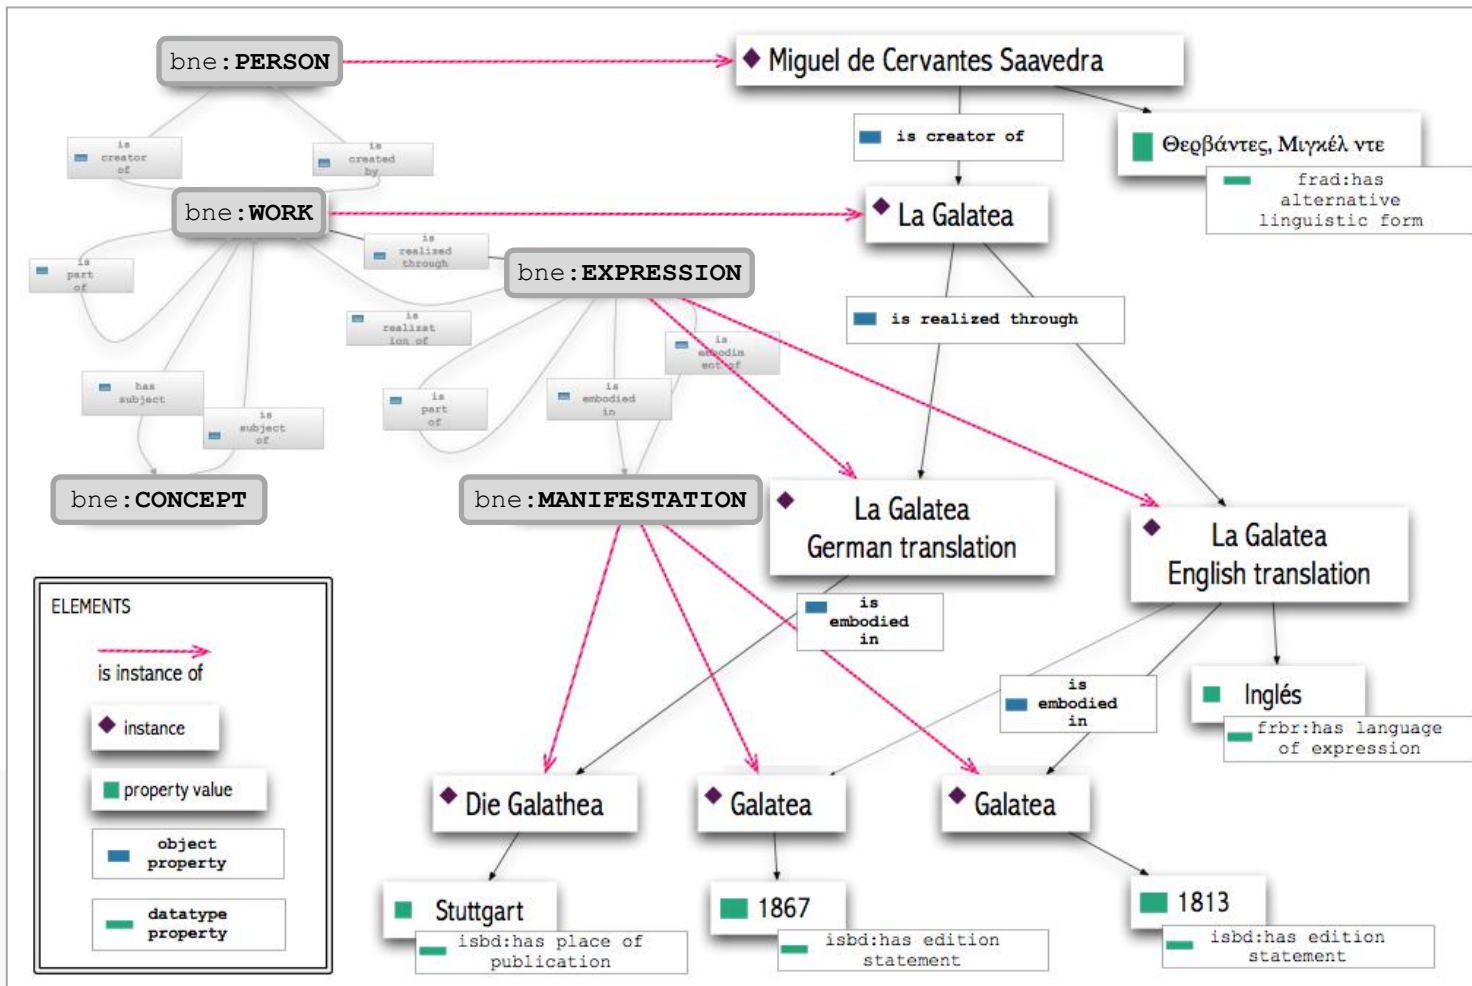 bne:PERSON
Miguel de Cervantes Saavedra
is
creator
of
is
created
by
is creator of
Θερβάντες, Μιγκέλ ντε
frad:has
alternative
linguistic form
bne:WORK
La Galatea
is
realized
through
is
part
of
bne:EXPRESSION
is realized through
is
realizat
ion of
is
embodim
ent of
has
subject
is
subject
of
is
part
of
is
embodied
in
bne:CONCEPT
bne:MANIFESTATION
La Galatea
German translation
La Galatea
English translation
is
embodied
in
is
embodied
in
Inglés
frbr:has language
of expression
ELEMENTS
is instance of
instance
property value
object
property
datatype
property
Die Galathea
Galatea
Galatea
Stuttgart
isbd:has place of
publication
1867
isbd:has edition
statement
1813
isbd:has edition
statement